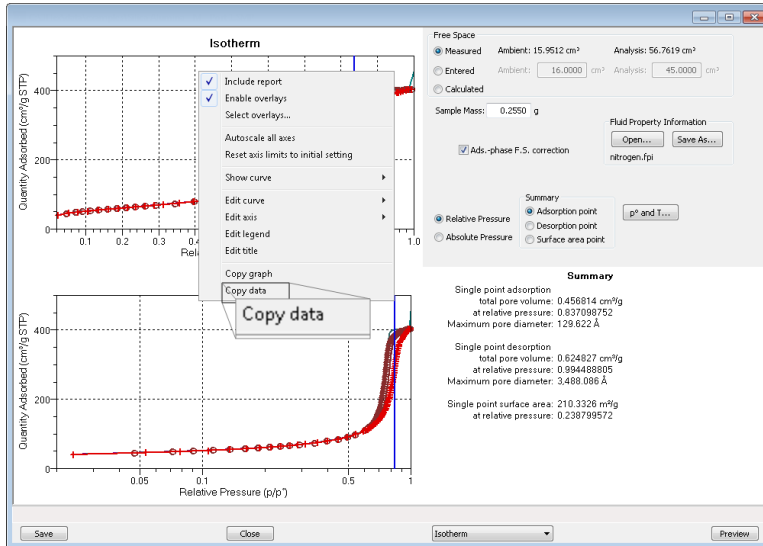 Isotherm
Quantity Adsorbed (cm³/g STP)
400
200
0
0.1 0.2 0.3 0.4 1.0
Include report
Enable overlays
Select overlays...
Autoscale all axes
Reset axis limits to initial setting
Show curve
Edit curve
Edit axis
Edit legend
Edit title
Copy graph
Copy data
Copy data
Quantity Adsorbed (cm³/g STP)
400
200
0
0.05 0.1 0.5 1
Relative Pressure (p/p°)
Free Space
Measured Ambient: 15.9512 cm³ Analysis: 56.7619 cm³
Entered Ambient: 16.0000 cm³ Analysis: 45.0000 cm³
Calculated
Sample Mass: 0.2550 g
Fluid Property Information
Open... Save As...
nitrogen.fpi
Ads.-phase F.S. correction
Relative Pressure
Absolute Pressure
Summary
Adsorption point
Desorption point
Surface area point
p° and T...
Summary
Single point adsorption
total pore volume: 0.456814 cm³/g
at relative pressure: 0.837098752
Maximum pore diameter: 129.622 Å
Single point desorption
total pore volume: 0.624827 cm³/g
at relative pressure: 0.994488805
Maximum pore diameter: 3,488.086 Å
Single point surface area: 210.3326 m²/g
at relative pressure: 0.238799572
Save Close Isotherm Preview